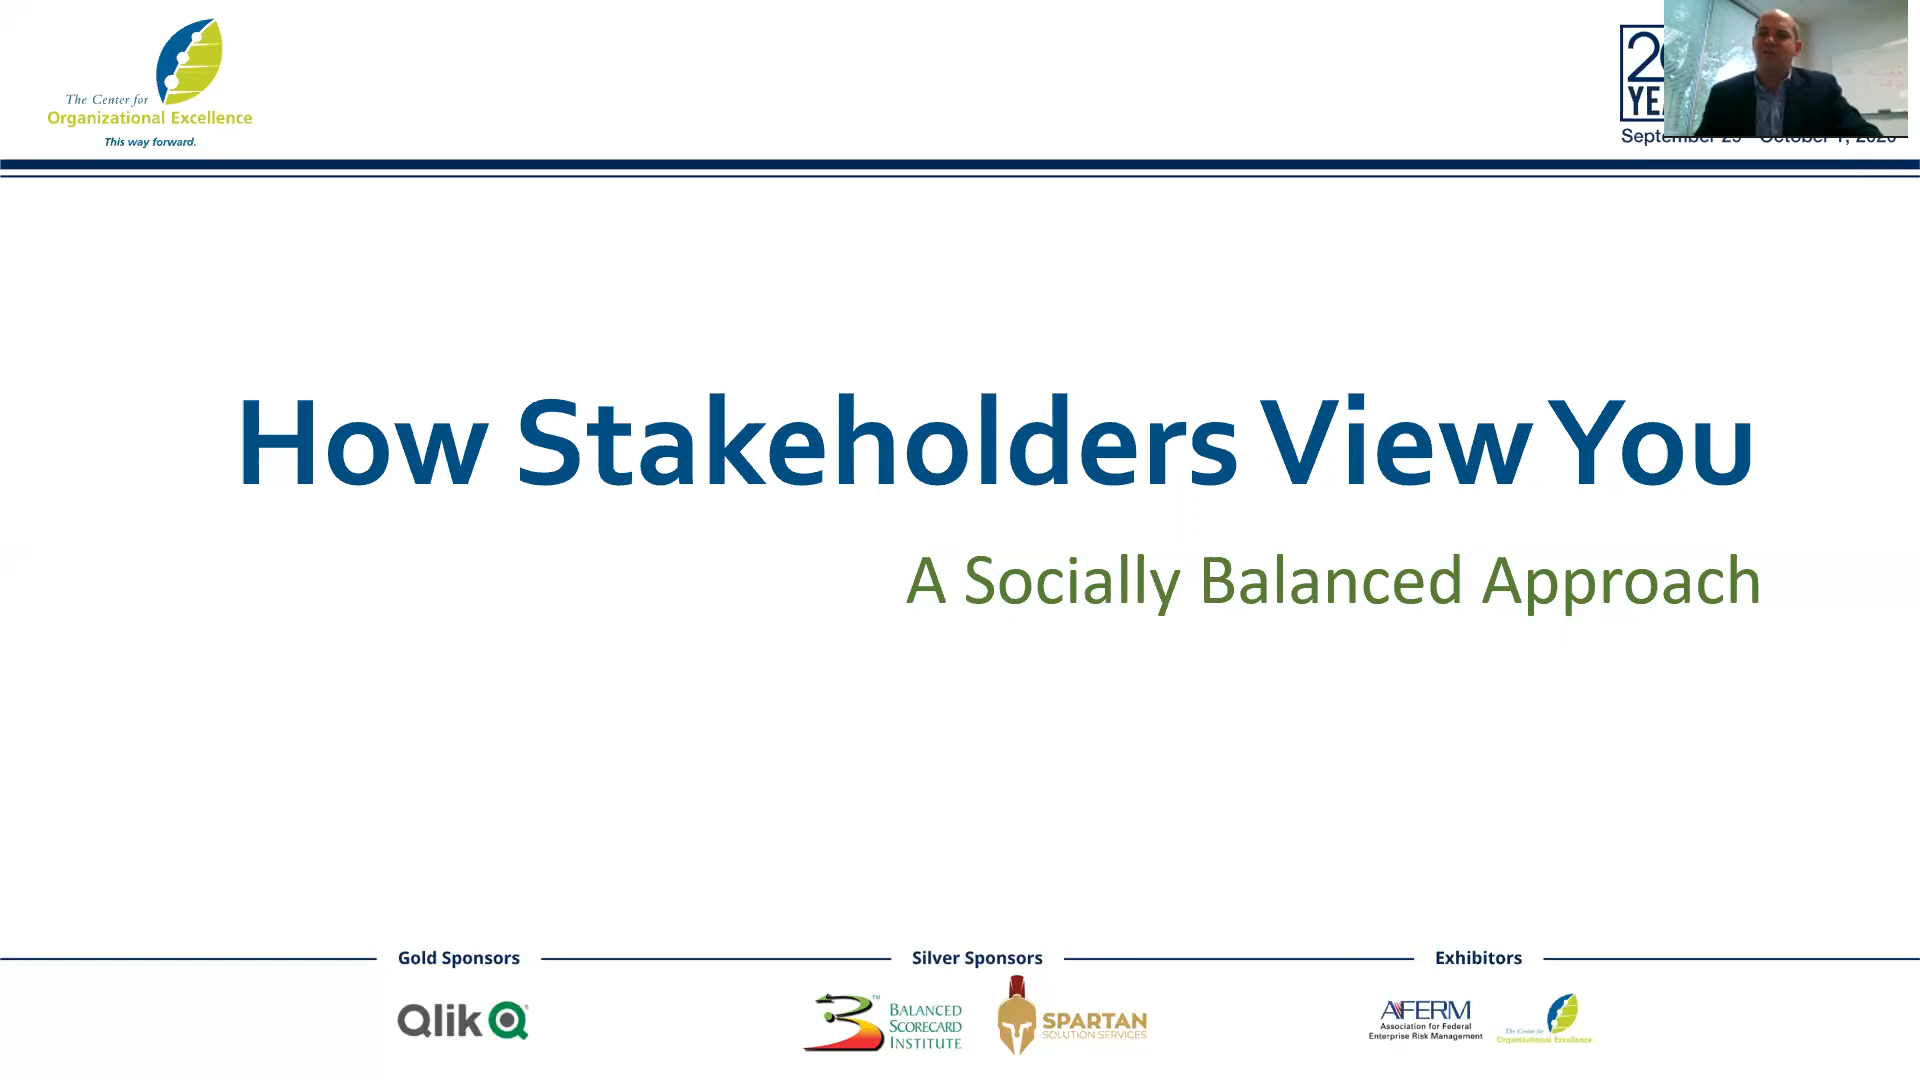 The Center for
Organizational Excellence
This way forward.
How Stakeholders View You
A Socially Balanced Approach
Gold Sponsors
Silver Sponsors
Exhibitors
Qlik
BALANCED
SCORECARD
INSTITUTE
™
SPARTAN
SOLUTION SERVICES
AFERM
Association for Federal
Enterprise Risk Management
The Center for
Organizational Excellence